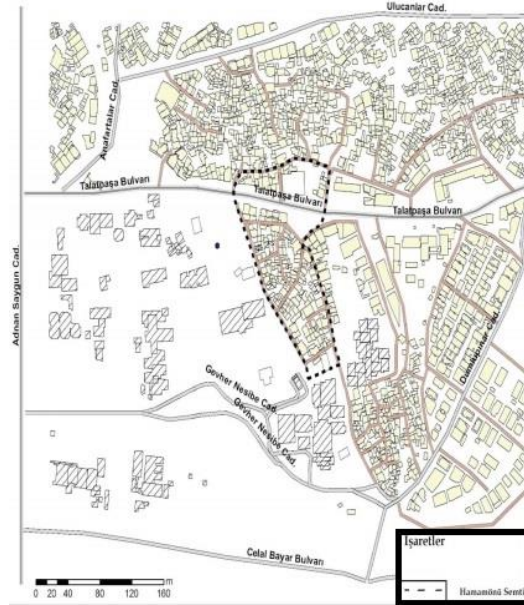 Ulucanlar Cad.
Anafartalar Cad.
Talatpaşa Bulvarı
Talatpaşa Bulvarı
Talatpaşa Bulvarı
Adnan Saygun Cad.
Dumlupınar Cad.
Gevher Nesibe Cad.
Gevher Nesibe Cad.
Celal Bayar Bulvarı
İşaretler
Hamamönü Semti
m
0 20 40 80 120 160